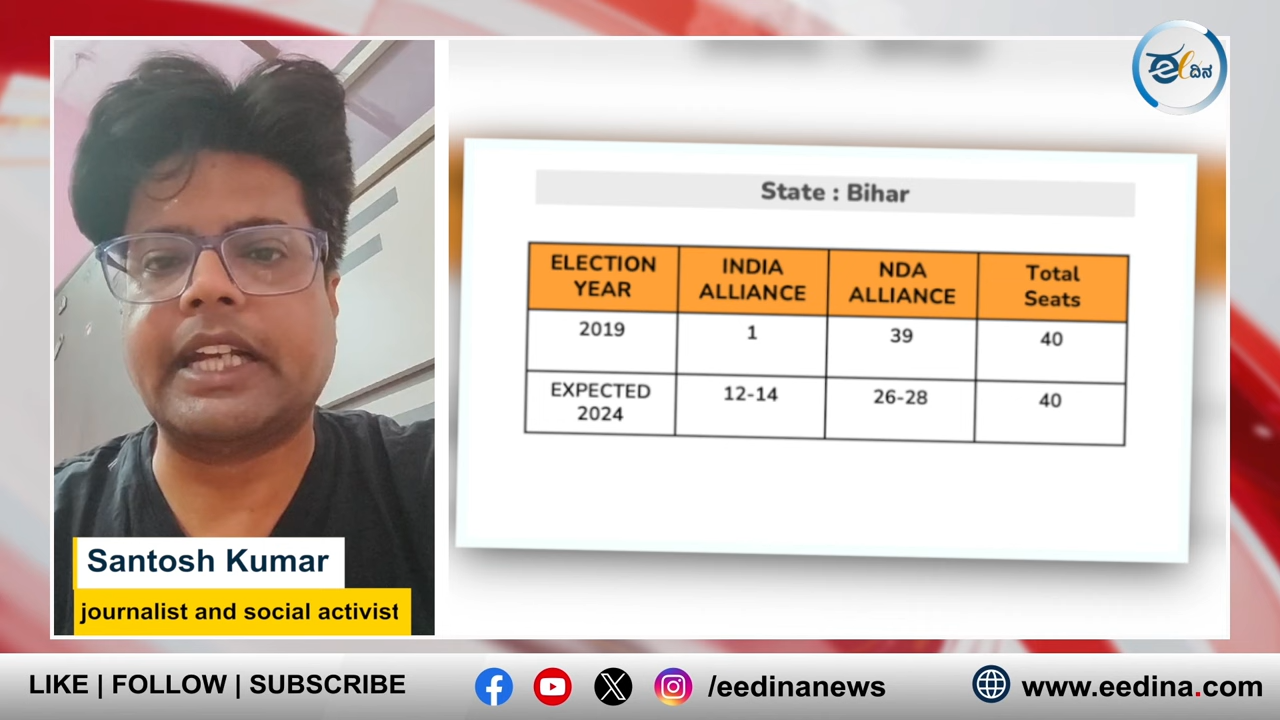 ಈ ದಿನ
State : Bihar
ELECTION YEAR | INDIA ALLIANCE | NDA ALLIANCE | Total Seats
2019 | 1 | 39 | 40
EXPECTED 2024 | 12-14 | 26-28 | 40
Santosh Kumar
journalist and social activist
LIKE | FOLLOW | SUBSCRIBE
/eedinanews
www.eedina.com